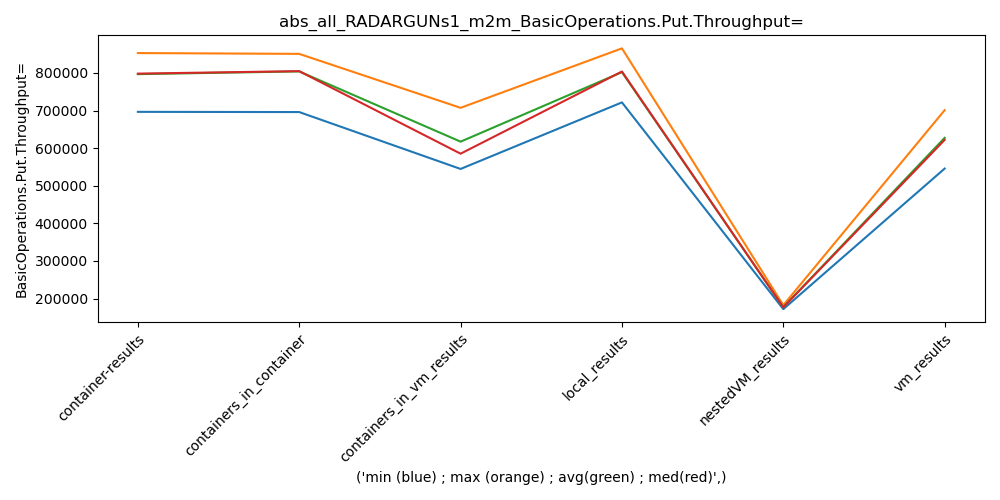 abs_all_RADARGUNs1_m2m_BasicOperations.Put.Throughput=
BasicOperations.Put.Throughput=
800000
700000
600000
500000
400000
300000
200000
container-results
containers_in_container
containers_in_vm_results
local_results
nestedVM_results
vm_results
('min (blue) ; max (orange) ; avg(green) ; med(red)',)